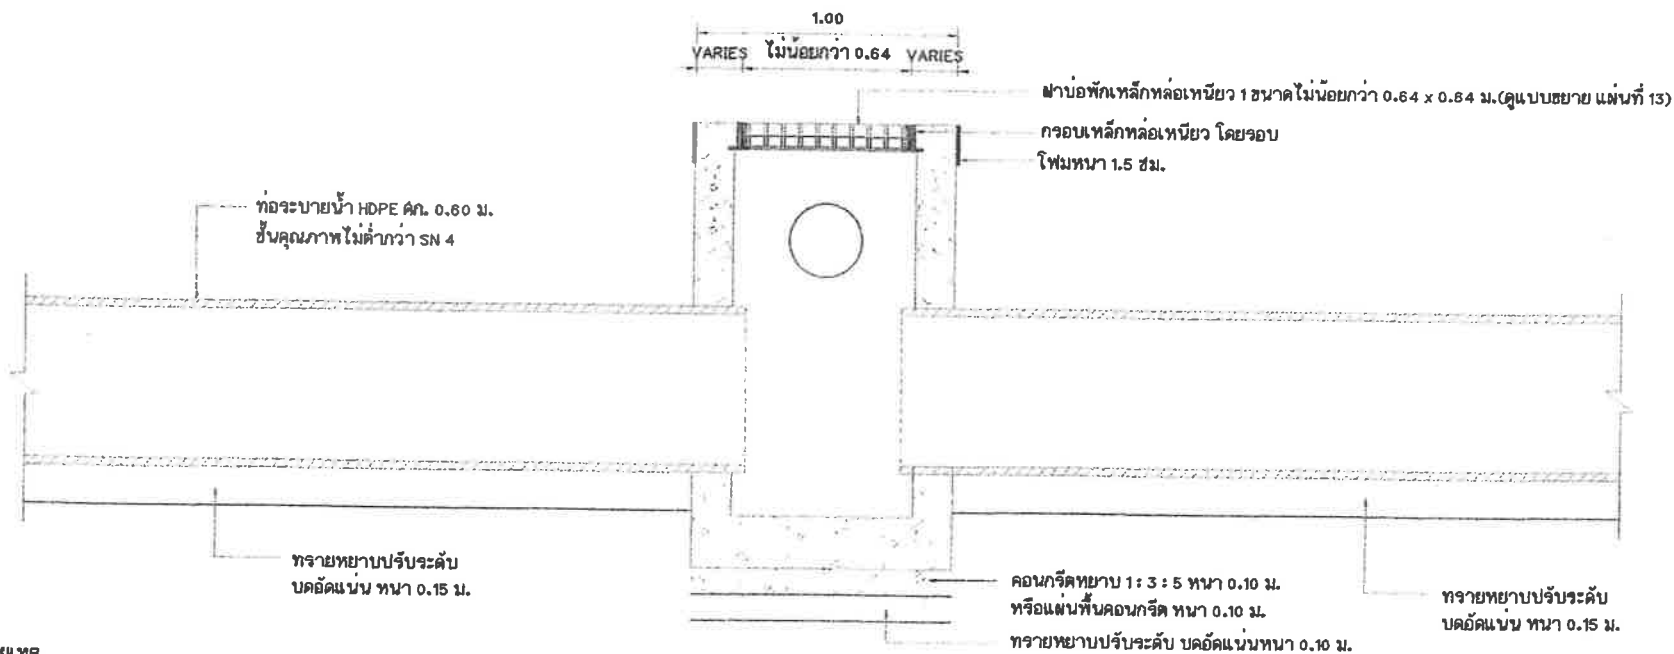 1.00
VARIES ไม่น้อยกว่า 0.64 VARIES
ฝาบ่อพักเหล็กหล่อเหนียว 1 ขนาดไม่น้อยกว่า 0.64 x 0.64 ม.(ดูแบบขยาย แผ่นที่ 13)
กรอบเหล็กหล่อเหนียว โดยรอบ
โฟมหนา 1.5 ซม.
ท่อระบายน้ำ HDPE ศก. 0.60 ม.
ชั้นคุณภาพไม่ต่ำกว่า SN 4
ทรายหยาบปรับระดับ
บดอัดแน่น หนา 0.15 ม.
คอนกรีตหยาบ 1 : 3 : 5 หนา 0.10 ม.
หรือแผ่นพื้นคอนกรีต หนา 0.10 ม.
ทรายหยาบปรับระดับ บดอัดแน่นหนา 0.10 ม.
ทรายหยาบปรับระดับ
บดอัดแน่น หนา 0.15 ม.